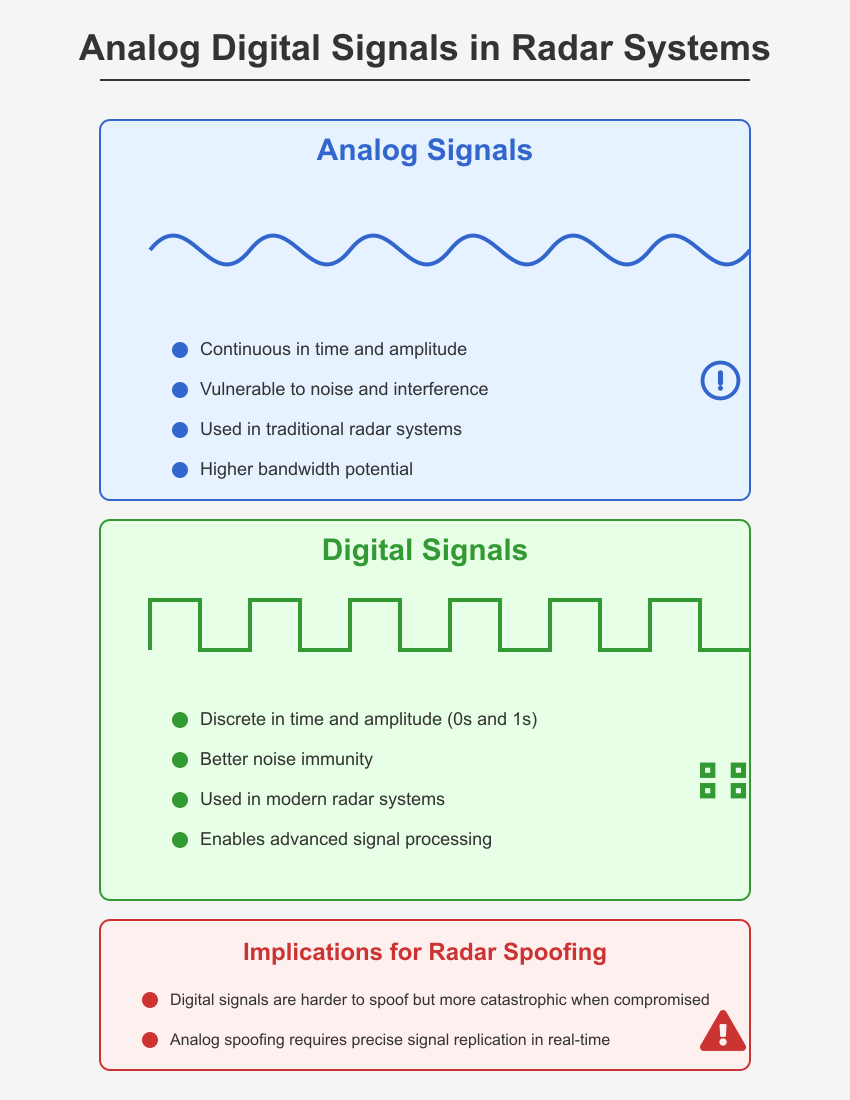 Analog Digital Signals in Radar Systems
Analog Signals
Continuous in time and amplitude
Vulnerable to noise and interference
Used in traditional radar systems
Higher bandwidth potential
Digital Signals
Discrete in time and amplitude (0s and 1s)
Better noise immunity
Used in modern radar systems
Enables advanced signal processing
Implications for Radar Spoofing
Digital signals are harder to spoof but more catastrophic when compromised
Analog spoofing requires precise signal replication in real-time